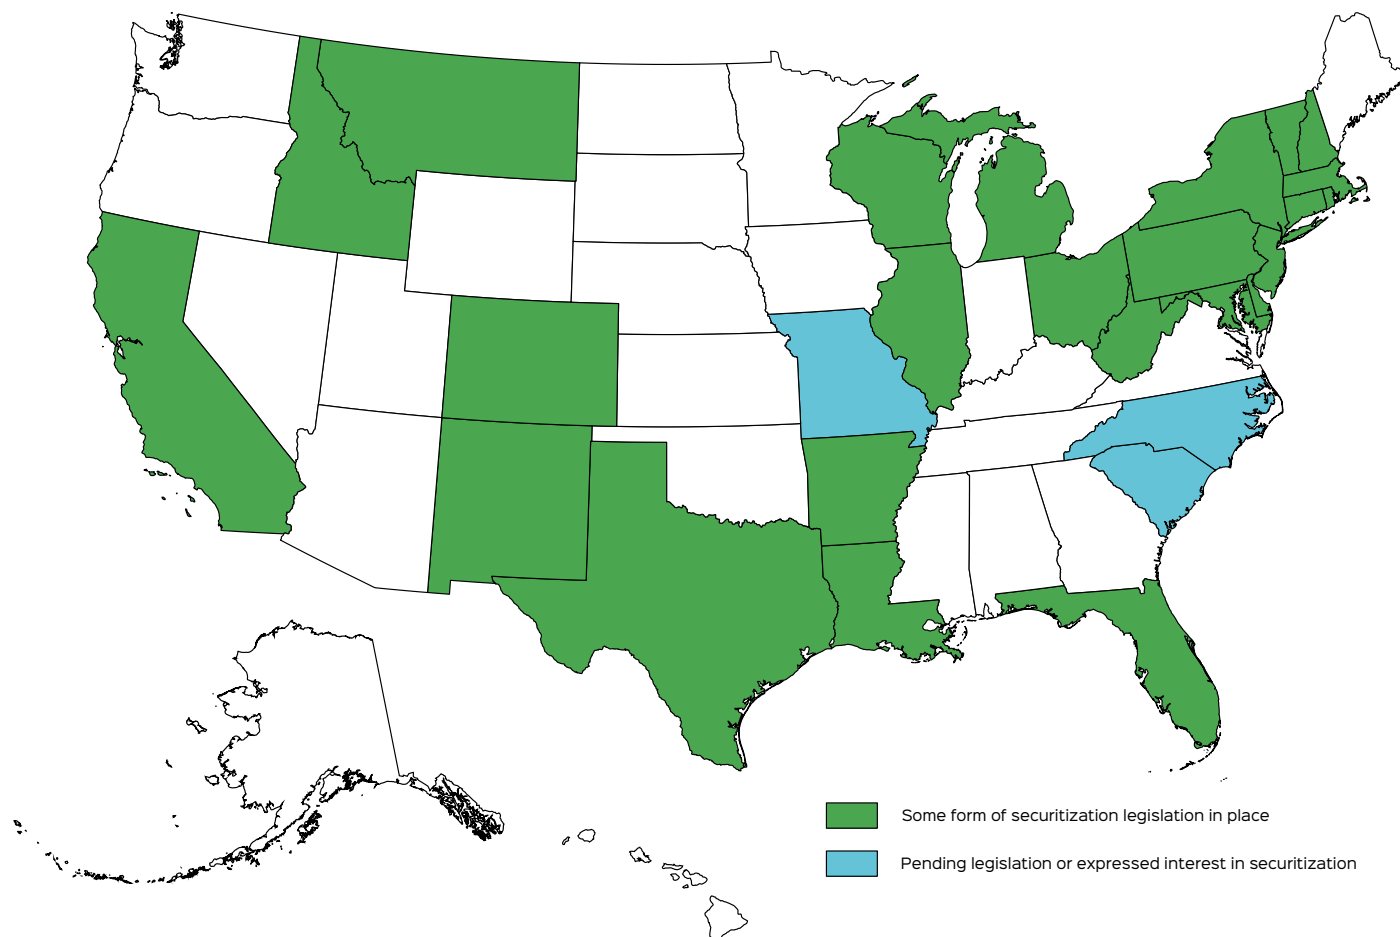 Some form of securitization legislation in place
Pending legislation or expressed interest in securitization